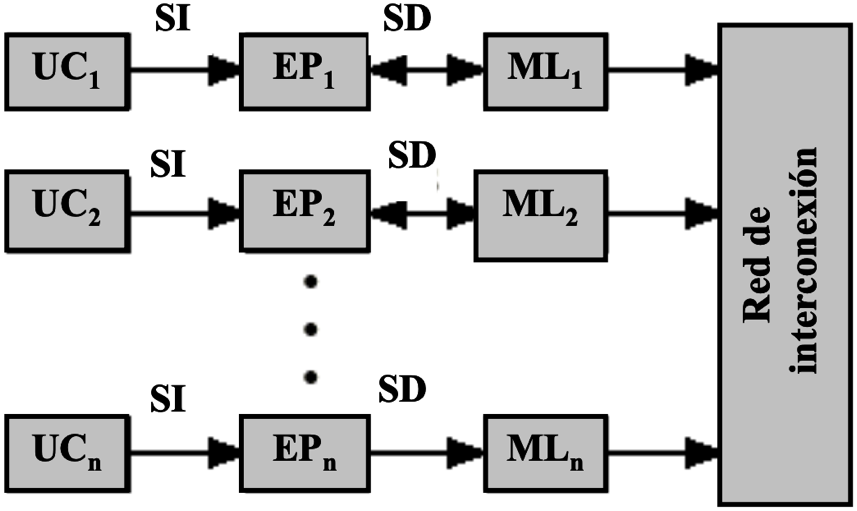 SI SD
UC1 EP1 ML1
SI SD
UC2 EP2 ML2
SI SD
UCn EPn MLn
Red de
interconexión